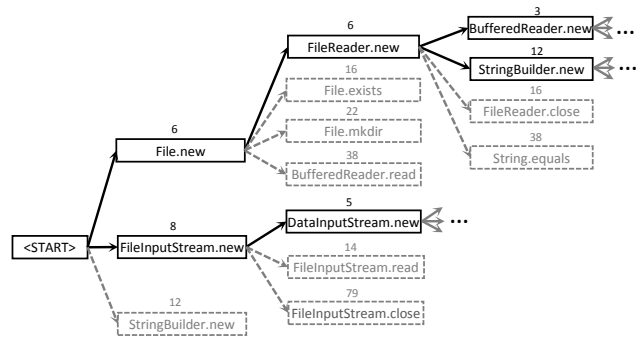 3
BufferedReader.new
...
6
FileReader.new
12
StringBuilder.new
...
16
File.exists
16
FileReader.close
22
File.mkdir
38
String.equals
6
File.new
38
BufferedReader.read
5
DataInputStream.new
...
8
<START>
FileInputStream.new
14
FileInputStream.read
12
StringBuilder.new
79
FileInputStream.close